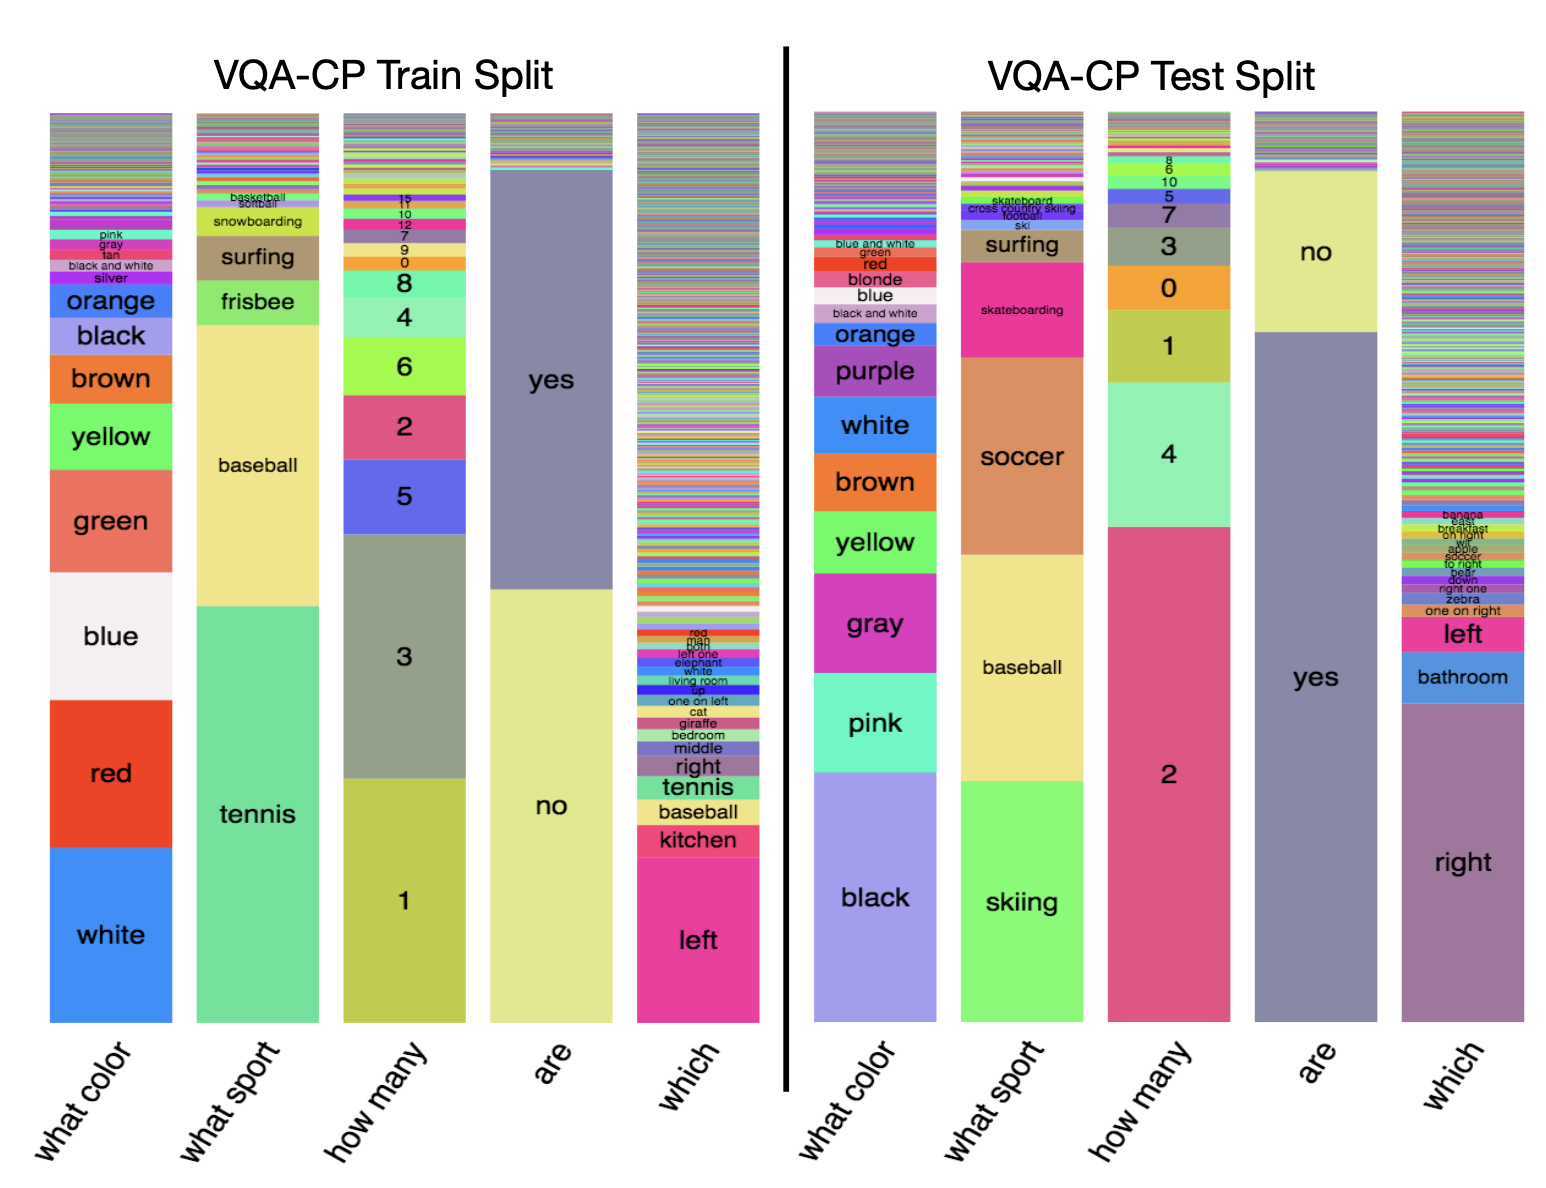 VQA-CP Train Split
pink
gray
tan
black and white
silver
orange
black
brown
yellow
green
blue
red
white
what color
basketball
softball
snowboarding
surfing
frisbee
baseball
tennis
what sport
15
11
10
12
7
9
0
8
4
6
2
5
3
1
how many
yes
no
are
red
man
both
left one
elephant
white
living room
up
one on left
cat
giraffe
bedroom
middle
right
tennis
baseball
kitchen
left
which
VQA-CP Test Split
blue and white
green
red
blonde
blue
black and white
orange
purple
white
brown
yellow
gray
pink
black
what color
skateboard
cross country skiing
football
ski
surfing
skateboarding
soccer
baseball
skiing
what sport
8
6
10
5
7
3
0
1
4
2
how many
no
yes
are
banana
east
breakfast
on right
wii
apple
soccer
to right
bear
down
right one
zebra
one on right
left
bathroom
right
which